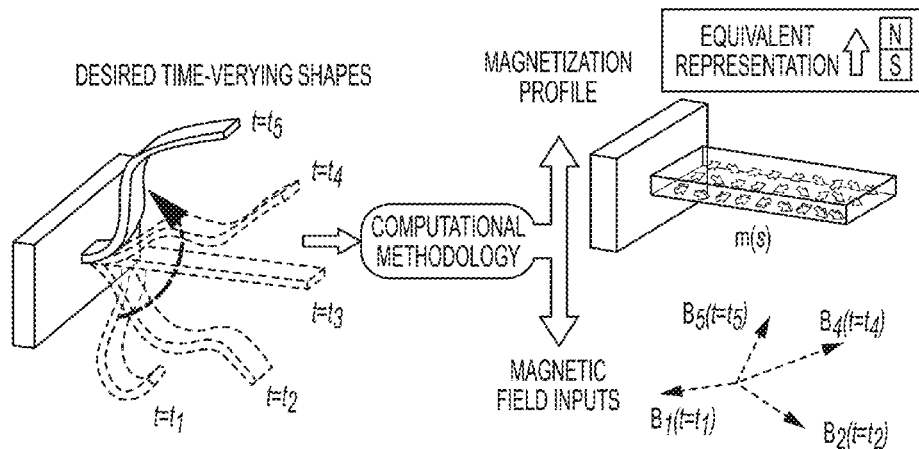 DESIRED TIME-VERYING SHAPES
t=t5
t=t4
t=t3
t=t2
t=t1
COMPUTATIONAL
METHODOLOGY
MAGNETIZATION
PROFILE
MAGNETIC
FIELD INPUTS
EQUIVALENT
REPRESENTATION
N
S
m(s)
B5(t=t5)
B4(t=t4)
B1(t=t1)
B2(t=t2)